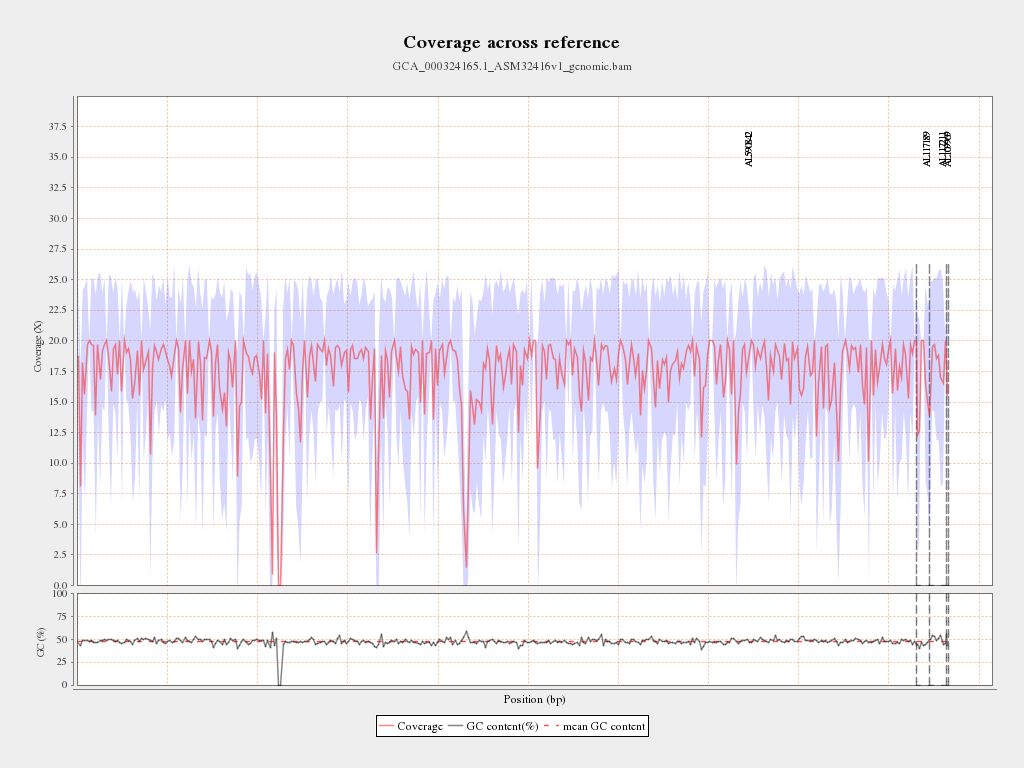 Coverage across reference
GCA_000324165.1_ASM32416v1_genomic.bam
37.5
35.0
32.5
30.0
27.5
25.0
22.5
20.0
17.5
15.0
12.5
10.0
7.5
5.0
2.5
0.0
Coverage (X)
AL590842
AL117189
AL117211
AL109969
100
75
50
25
0
GC (%)
Position (bp)
Coverage GC content(%) mean GC content